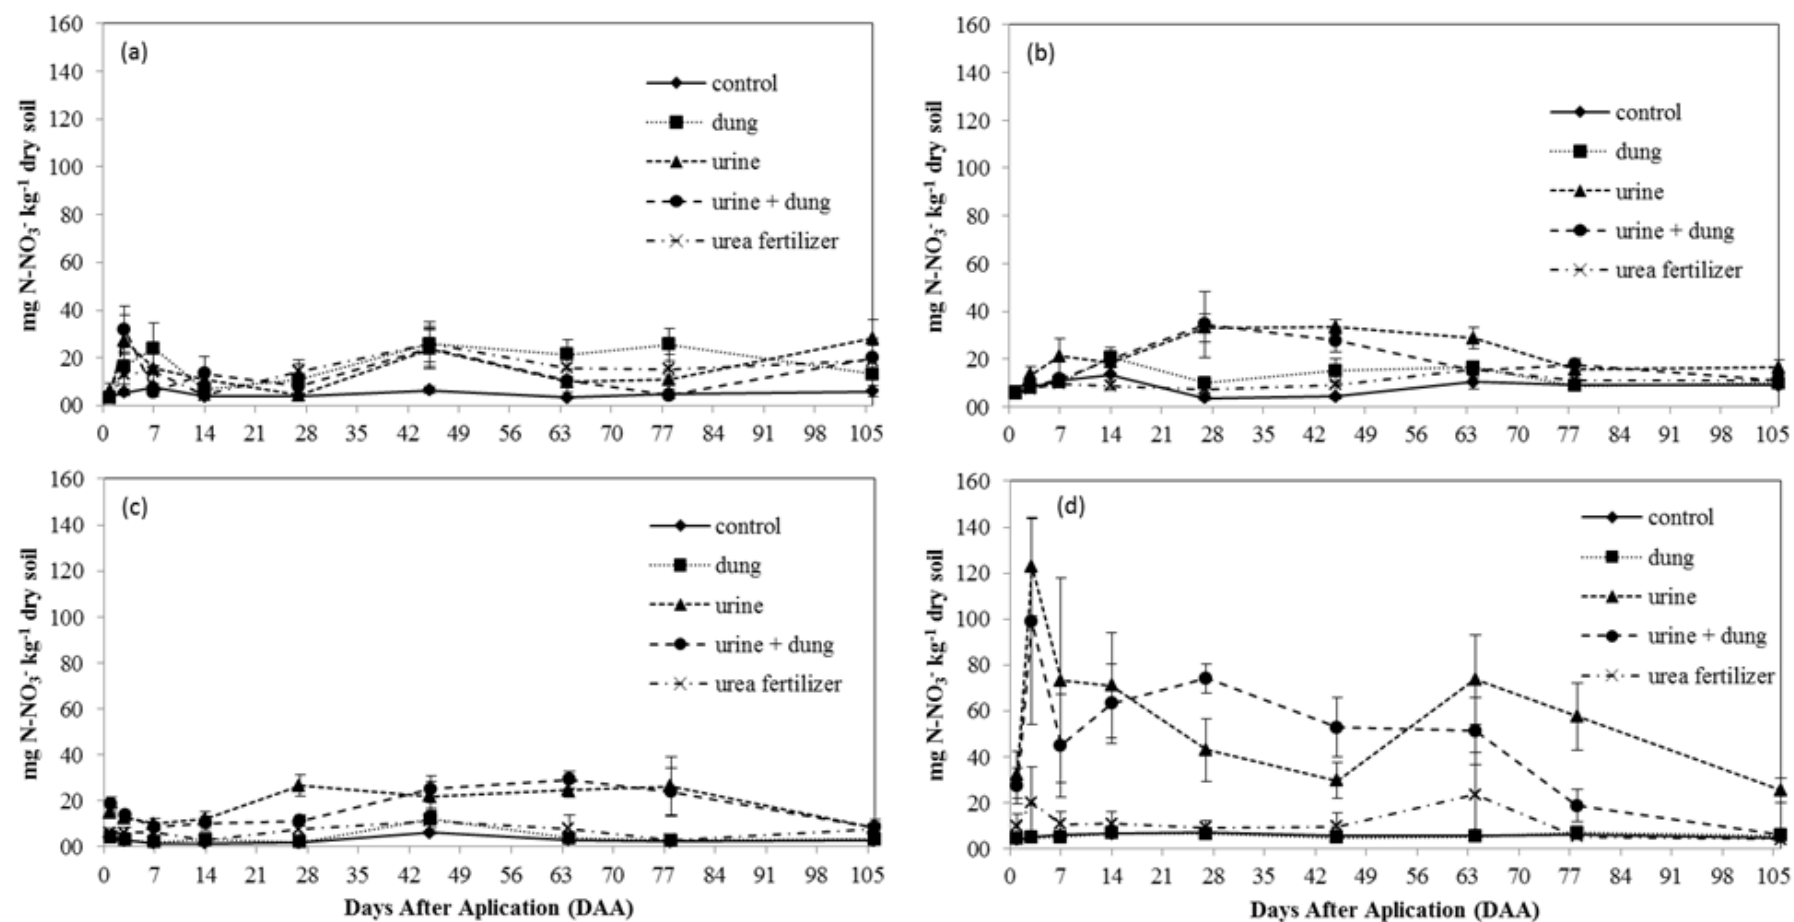 (a)
mg N-NO3- kg-1 dry soil
160
140
120
100
80
60
40
20
00
control
dung
urine
urine + dung
urea fertilizer
0 7 14 21 28 35 42 49 56 63 70 77 84 91 98 105
(b)
mg N-NO3- kg-1 dry soil
160
140
120
100
80
60
40
20
00
control
dung
urine
urine + dung
urea fertilizer
0 7 14 21 28 35 42 49 56 63 70 77 84 91 98 105
(c)
mg N-NO3- kg-1 dry soil
160
140
120
100
80
60
40
20
00
control
dung
urine
urine + dung
urea fertilizer
0 7 14 21 28 35 42 49 56 63 70 77 84 91 98 105
Days After Aplication (DAA)
(d)
mg N-NO3- kg-1 dry soil
160
140
120
100
80
60
40
20
00
control
dung
urine
urine + dung
urea fertilizer
0 7 14 21 28 35 42 49 56 63 70 77 84 91 98 105
Days After Aplication (DAA)